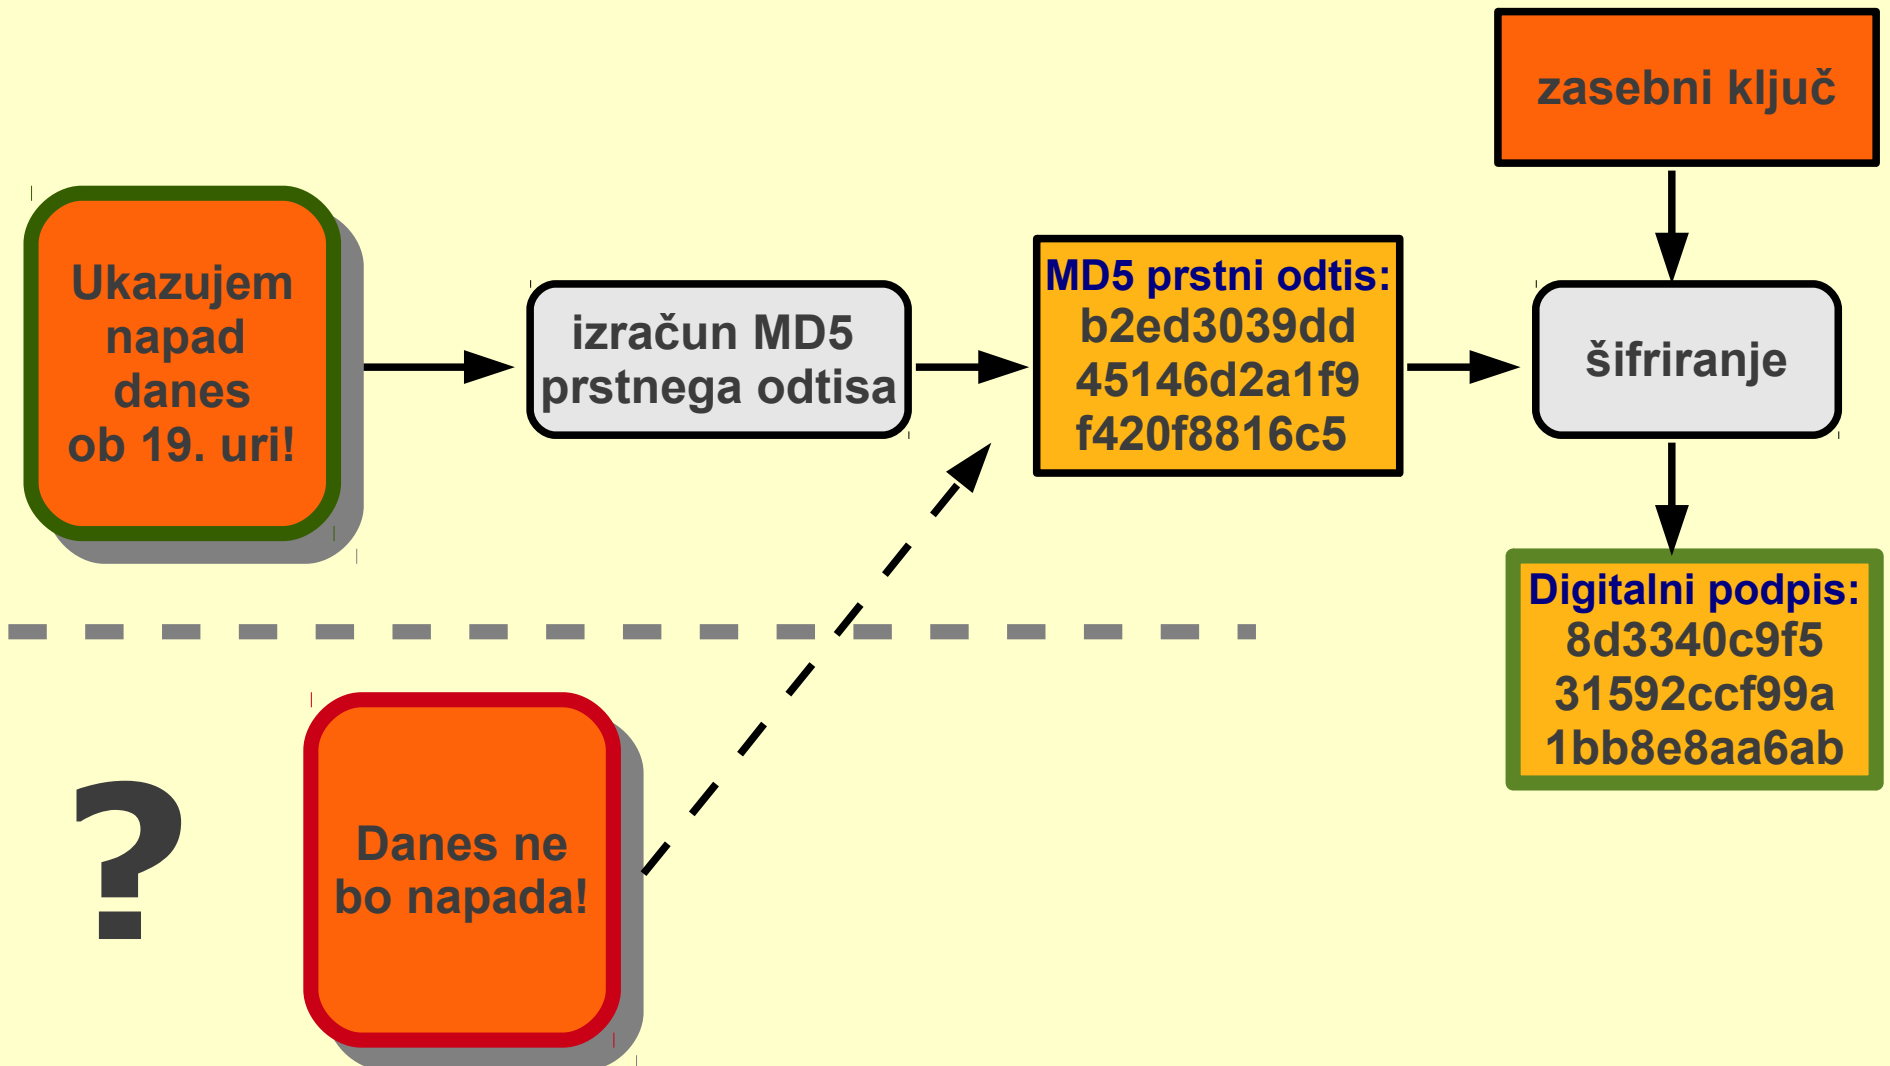 zasebni ključ
Ukazujem
napad
danes
ob 19. uri!
izračun MD5
prstnega odtisa
MD5 prstni odtis:
b2ed3039dd
45146d2a1f9
f420f8816c5
šifriranje
Digitalni podpis:
8d3340c9f5
31592ccf99a
1bb8e8aa6ab
?
Danes ne
bo napada!